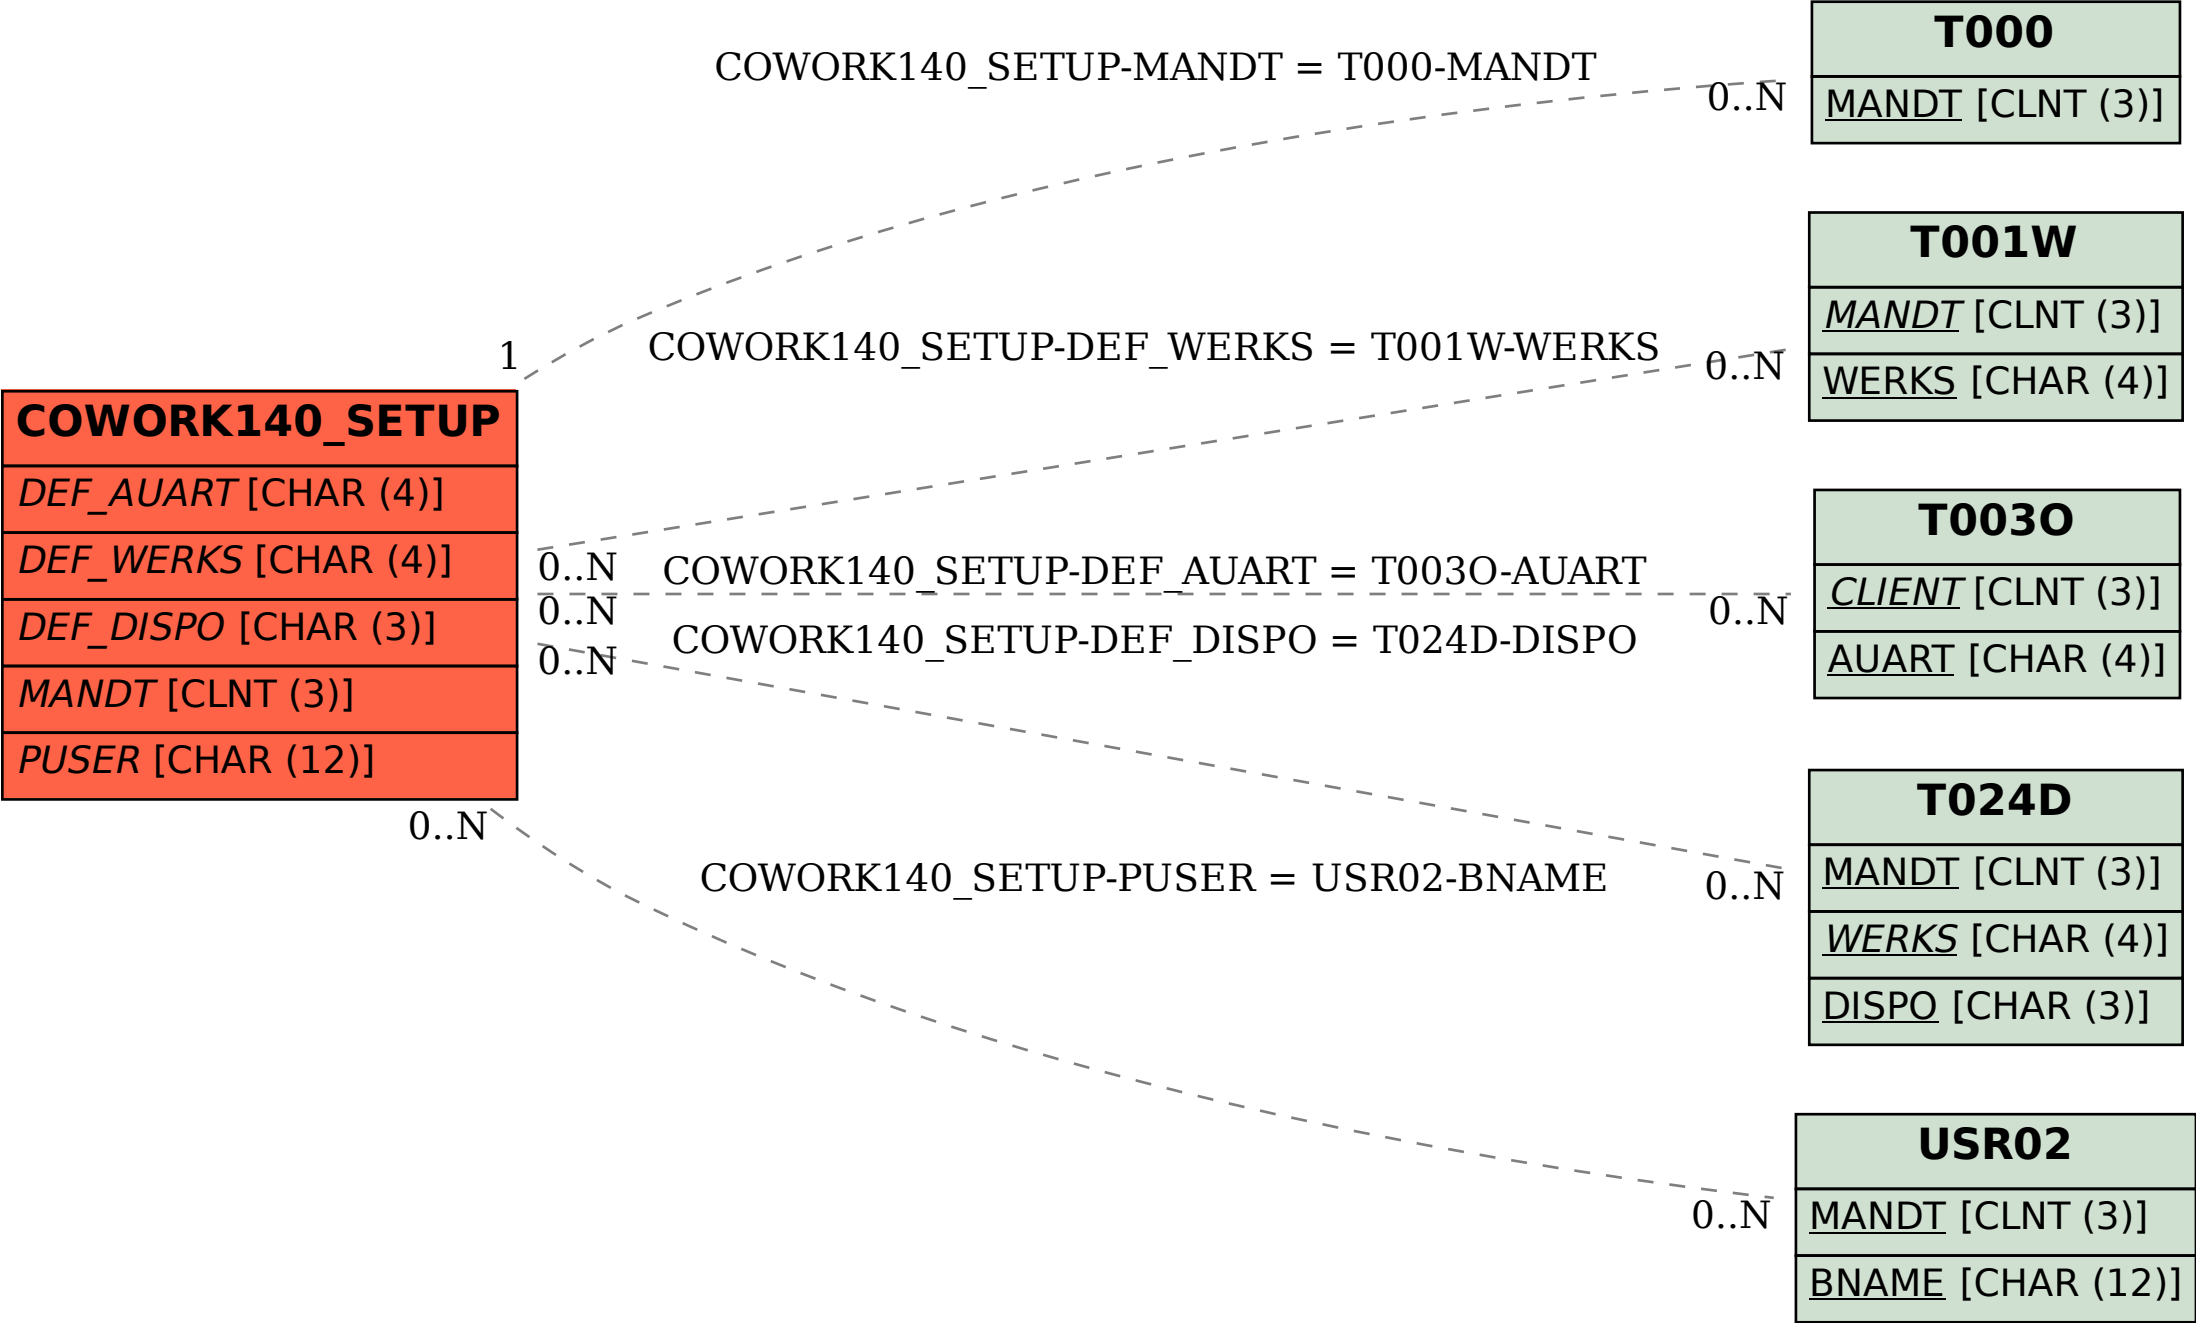 COWORK140_SETUP
DEF_AUART [CHAR (4)]
DEF_WERKS [CHAR (4)]
DEF_DISPO [CHAR (3)]
MANDT [CLNT (3)]
PUSER [CHAR (12)]
COWORK140_SETUP-MANDT = T000-MANDT
1
0..N
COWORK140_SETUP-DEF_WERKS = T001W-WERKS
0..N
0..N
COWORK140_SETUP-DEF_AUART = T003O-AUART
0..N
0..N
COWORK140_SETUP-DEF_DISPO = T024D-DISPO
0..N
0..N
COWORK140_SETUP-PUSER = USR02-BNAME
0..N
0..N
T000
MANDT [CLNT (3)]
T001W
MANDT [CLNT (3)]
WERKS [CHAR (4)]
T003O
CLIENT [CLNT (3)]
AUART [CHAR (4)]
T024D
MANDT [CLNT (3)]
WERKS [CHAR (4)]
DISPO [CHAR (3)]
USR02
MANDT [CLNT (3)]
BNAME [CHAR (12)]